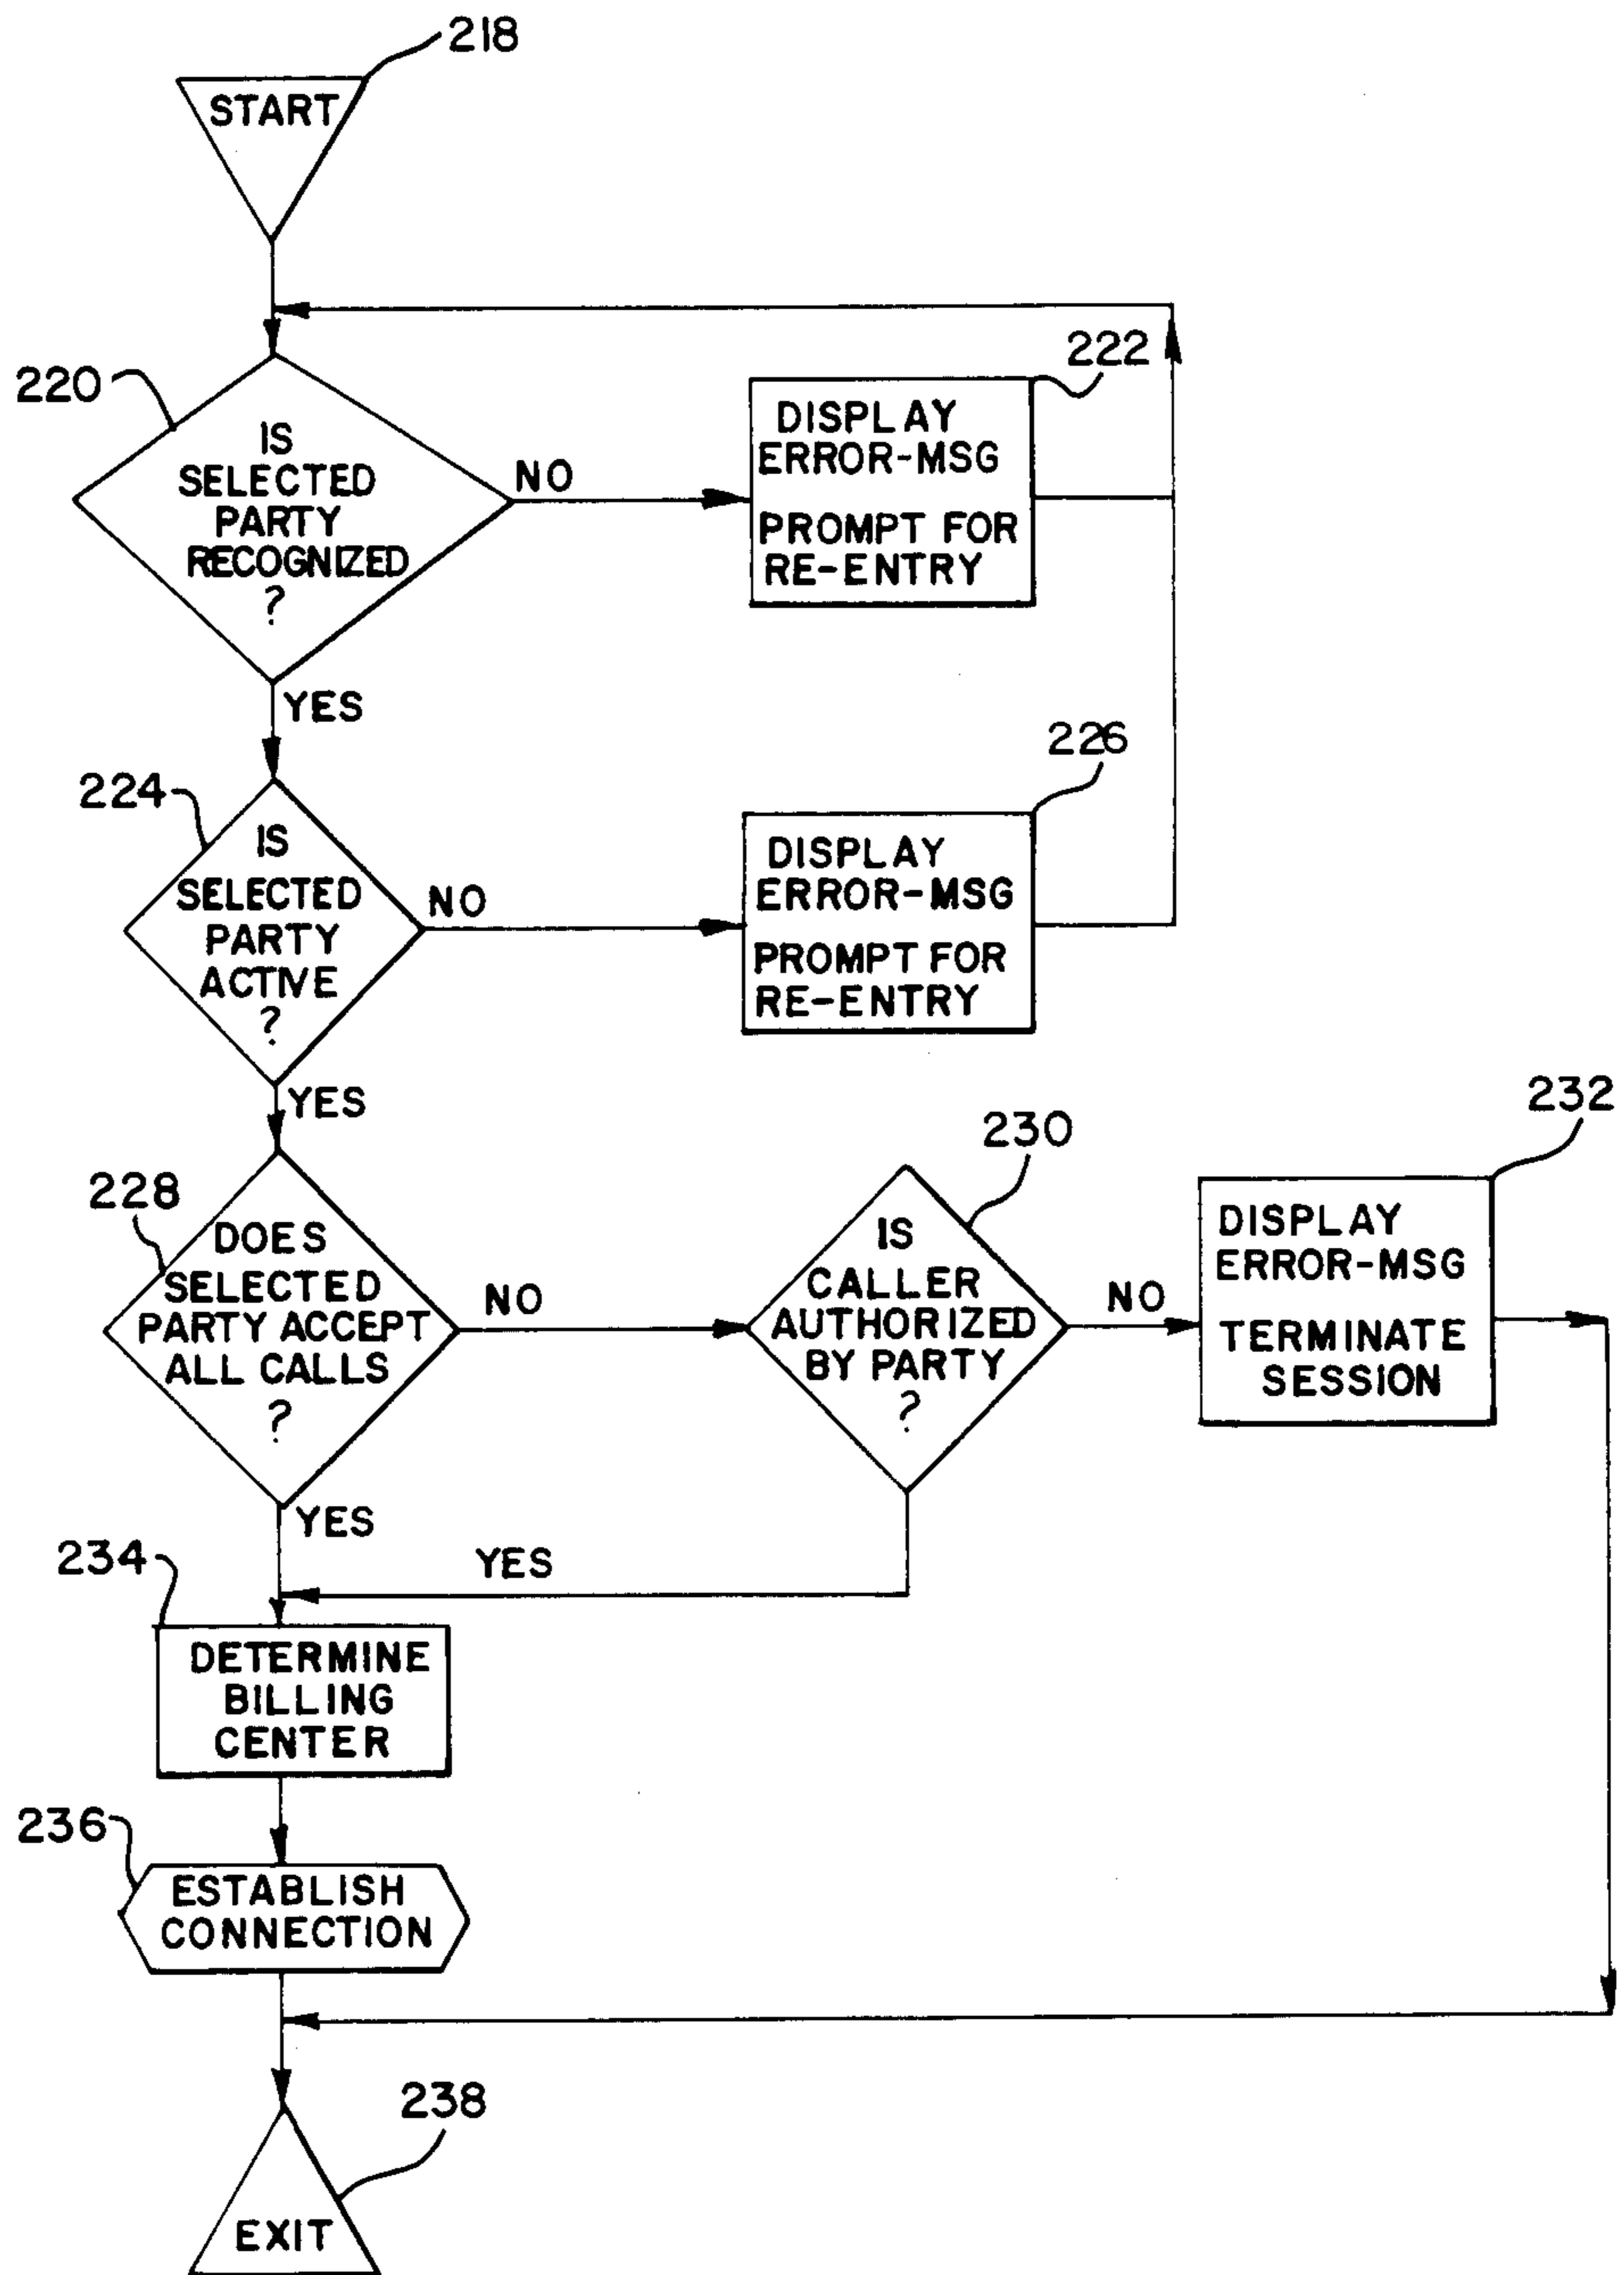 218
START
220
IS
SELECTED
PARTY
RECOGNIZED
?
NO
222
DISPLAY
ERROR-MSG
PROMPT FOR
RE-ENTRY
YES
224
IS
SELECTED
PARTY
ACTIVE
?
NO
226
DISPLAY
ERROR-MSG
PROMPT FOR
RE-ENTRY
YES
228
DOES
SELECTED
PARTY ACCEPT
ALL CALLS
?
NO
230
IS
CALLER
AUTHORIZED
BY PARTY
?
NO
232
DISPLAY
ERROR-MSG
TERMINATE
SESSION
YES
YES
234
DETERMINE
BILLING
CENTER
236
ESTABLISH
CONNECTION
238
EXIT